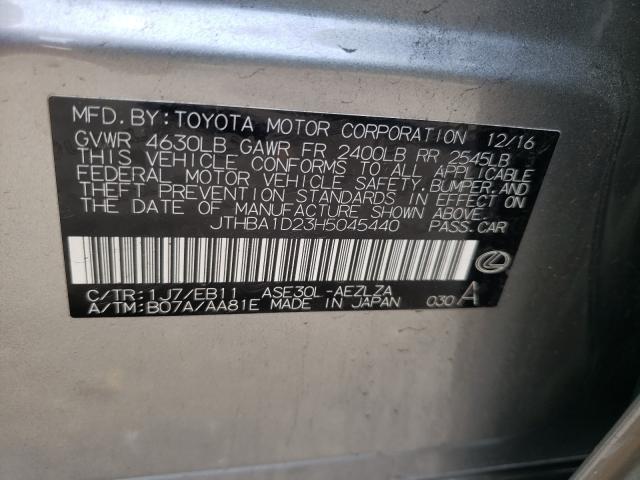 MFD. BY: TOYOTA MOTOR CORPORATION 12/16
GVWR 4630LB GAWR FR 2400LB RR 2545LB
THIS VEHICLE CONFORMS TO ALL APPLICABLE
FEDERAL MOTOR VEHICLE SAFETY, BUMPER, AND
THEFT PREVENTION STANDARDS IN EFFECT ON
THE DATE OF MANUFACTURE SHOWN ABOVE.
JTHBA1D23H5045440 PASS. CAR
C/TR: 1J7/EB11 ASE30L-AEZLZA
A/TM: B07A/AA81E MADE IN JAPAN 030 A